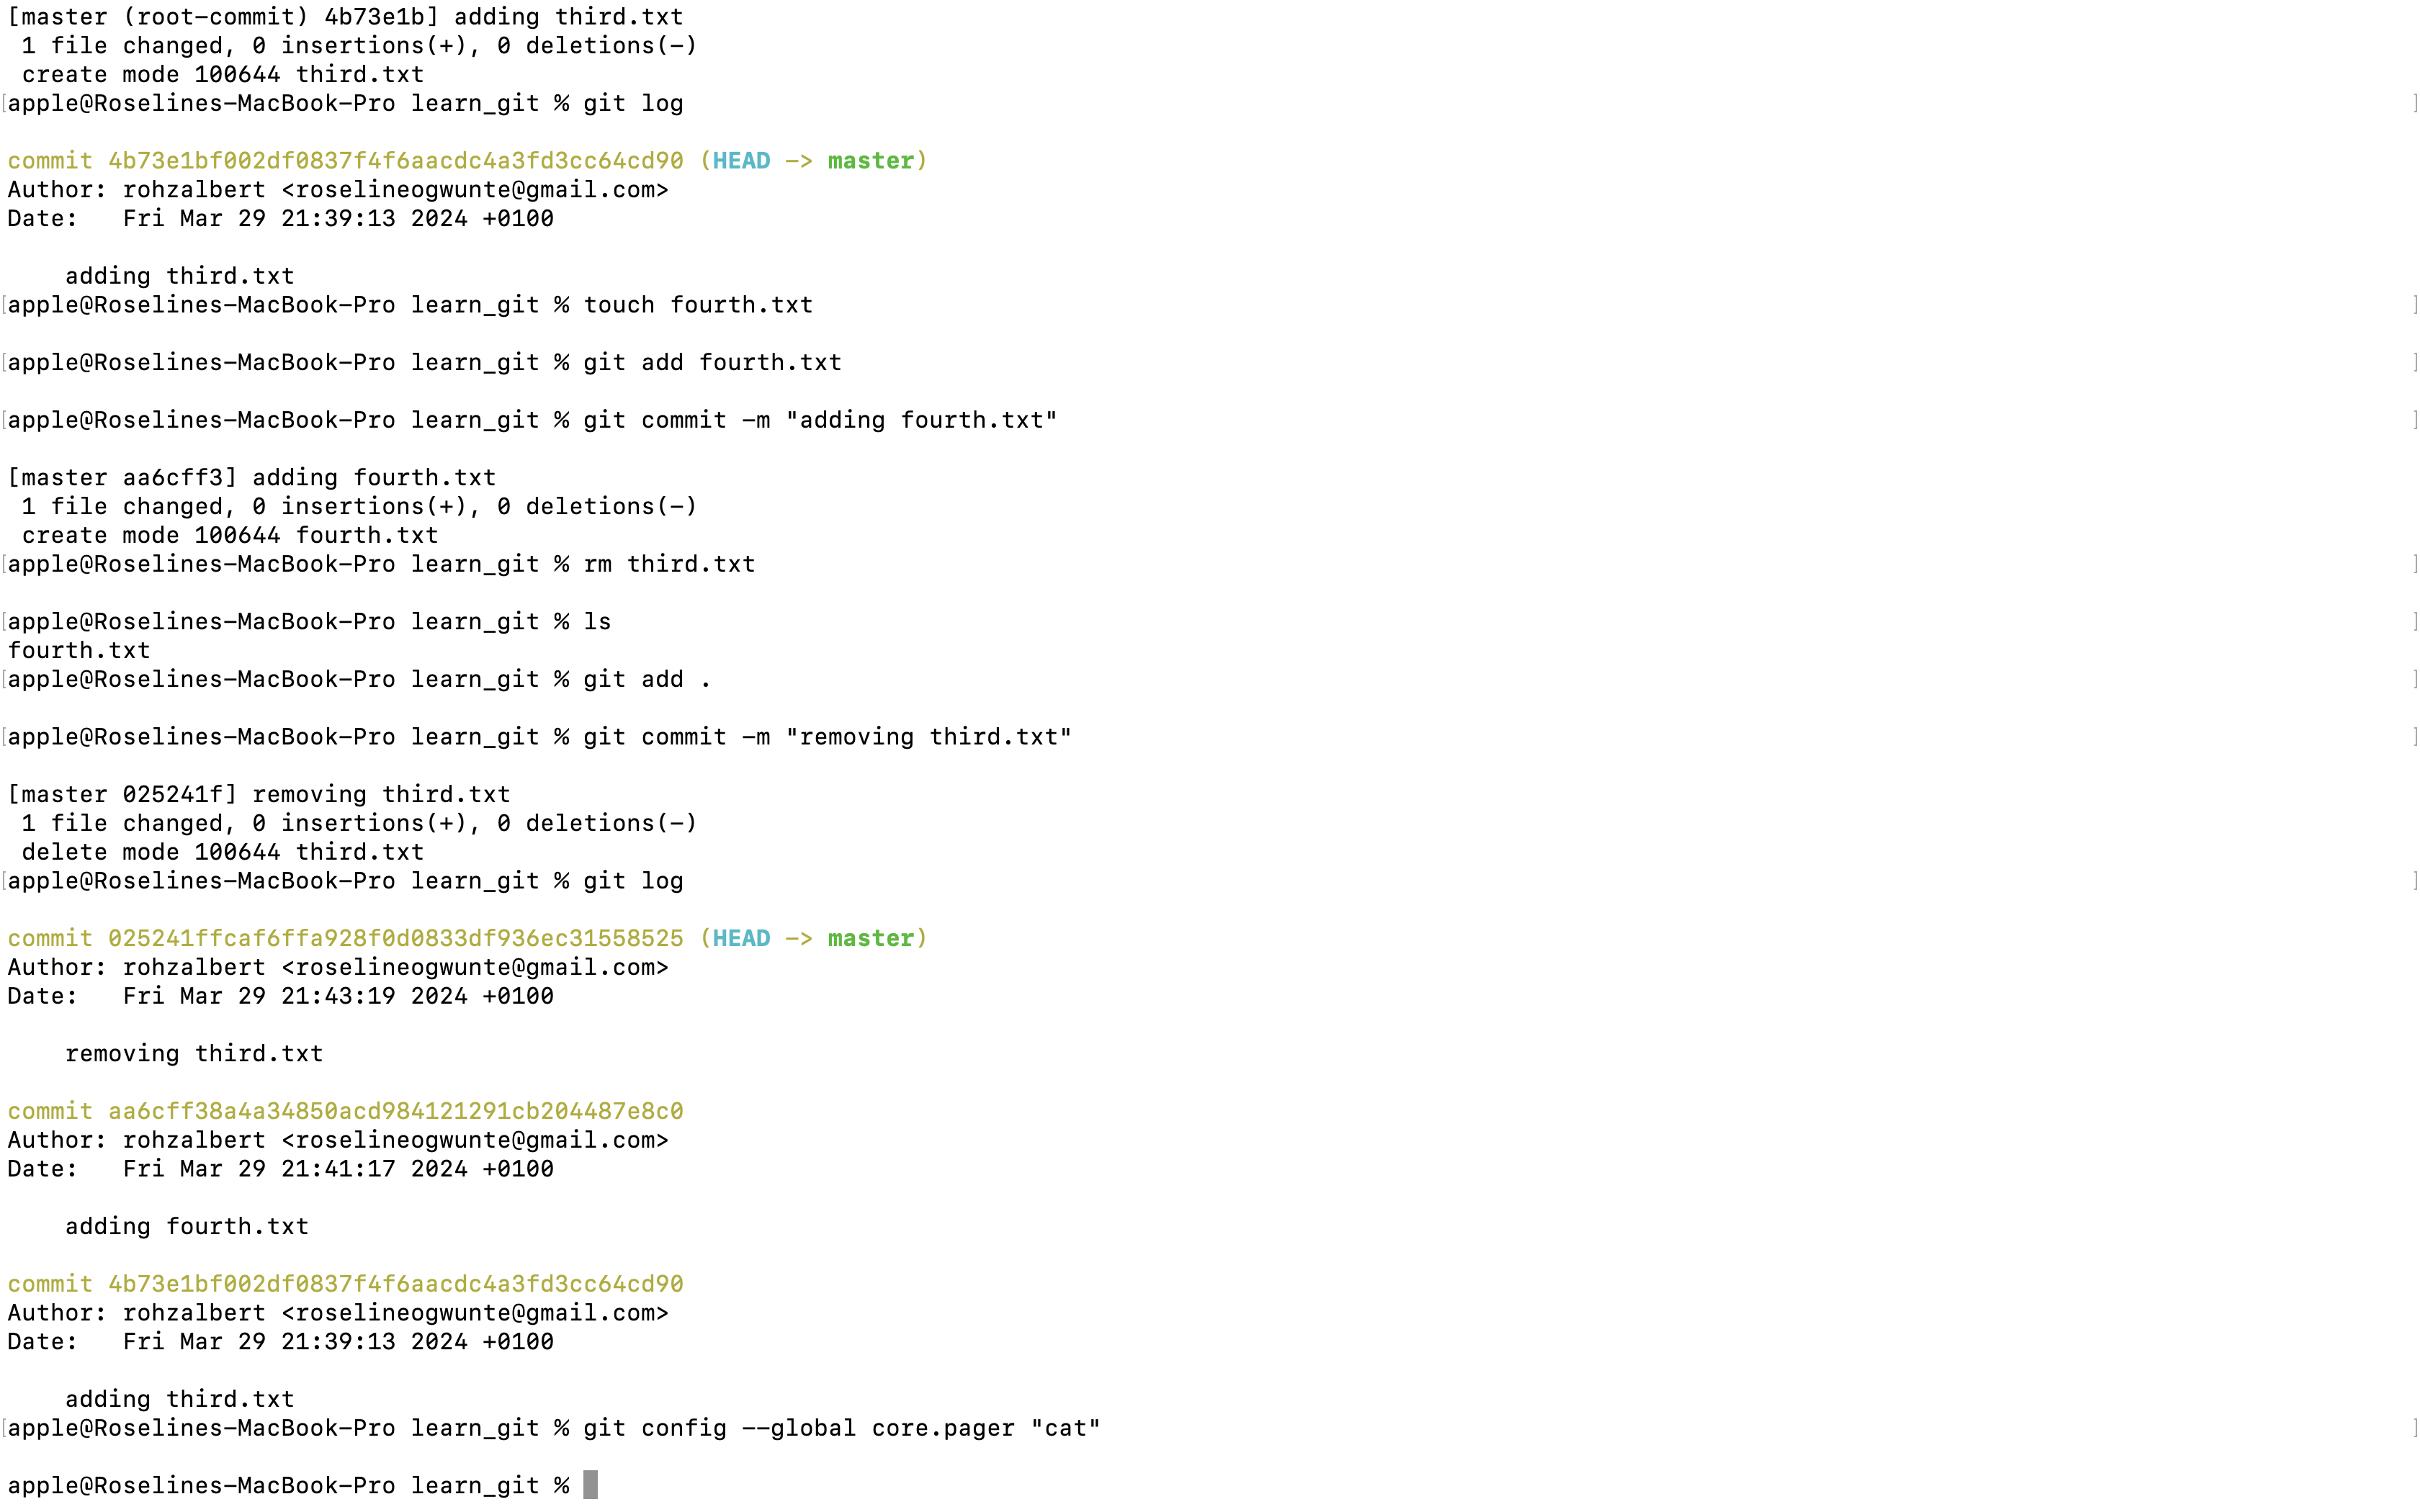 [master (root-commit) 4b73e1b] adding third.txt
 1 file changed, 0 insertions(+), 0 deletions(-)
 create mode 100644 third.txt
[apple@Roselines-MacBook-Pro learn_git % git log ]
commit 4b73e1bf002df0837f4f6aacdc4a3fd3cc64cd90 (HEAD -> master)
Author: rohzalbert <roselineogwunte@gmail.com>
Date:   Fri Mar 29 21:39:13 2024 +0100
    adding third.txt
[apple@Roselines-MacBook-Pro learn_git % touch fourth.txt ]
[apple@Roselines-MacBook-Pro learn_git % git add fourth.txt ]
[apple@Roselines-MacBook-Pro learn_git % git commit -m "adding fourth.txt" ]
[master aa6cff3] adding fourth.txt
 1 file changed, 0 insertions(+), 0 deletions(-)
 create mode 100644 fourth.txt
[apple@Roselines-MacBook-Pro learn_git % rm third.txt ]
[apple@Roselines-MacBook-Pro learn_git % ls ]
fourth.txt
[apple@Roselines-MacBook-Pro learn_git % git add . ]
[apple@Roselines-MacBook-Pro learn_git % git commit -m "removing third.txt" ]
[master 025241f] removing third.txt
 1 file changed, 0 insertions(+), 0 deletions(-)
 delete mode 100644 third.txt
[apple@Roselines-MacBook-Pro learn_git % git log ]
commit 025241ffcaf6ffa928f0d0833df936ec31558525 (HEAD -> master)
Author: rohzalbert <roselineogwunte@gmail.com>
Date:   Fri Mar 29 21:43:19 2024 +0100
    removing third.txt
commit aa6cff38a4a34850acd984121291cb204487e8c0
Author: rohzalbert <roselineogwunte@gmail.com>
Date:   Fri Mar 29 21:41:17 2024 +0100
    adding fourth.txt
commit 4b73e1bf002df0837f4f6aacdc4a3fd3cc64cd90
Author: rohzalbert <roselineogwunte@gmail.com>
Date:   Fri Mar 29 21:39:13 2024 +0100
    adding third.txt
[apple@Roselines-MacBook-Pro learn_git % git config --global core.pager "cat" ]
apple@Roselines-MacBook-Pro learn_git %